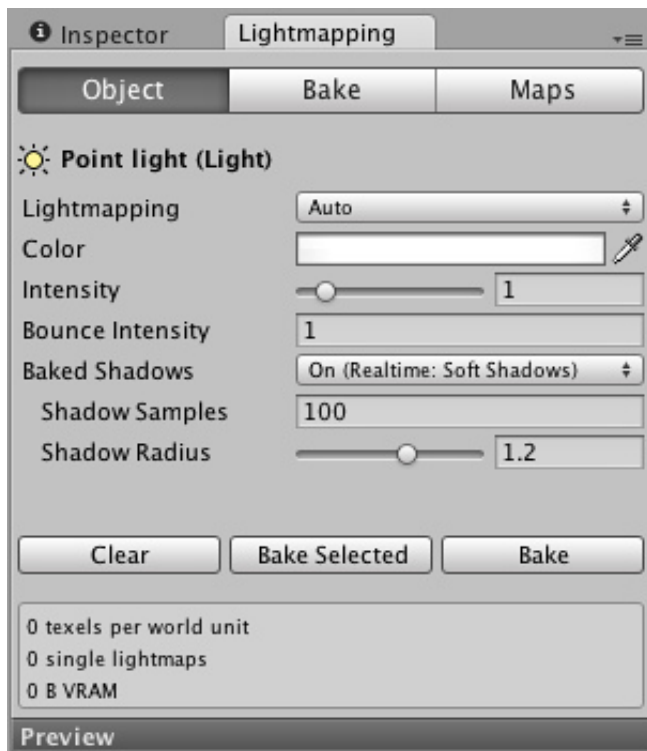 Inspector Lightmapping
Object Bake Maps
Point light (Light)
Lightmapping Auto
Color
Intensity 1
Bounce Intensity 1
Baked Shadows On (Realtime: Soft Shadows)
Shadow Samples 100
Shadow Radius 1.2
Clear Bake Selected Bake
0 texels per world unit
0 single lightmaps
0 B VRAM
Preview